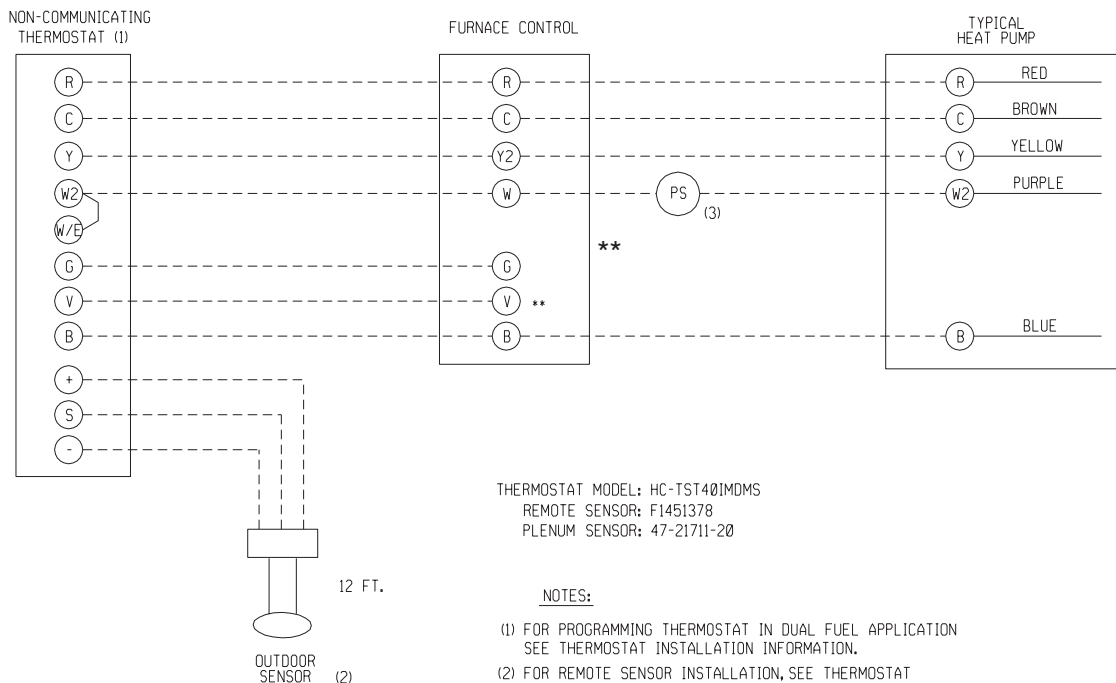 NON-COMMUNICATING
THERMOSTAT (1)
FURNACE CONTROL
TYPICAL
HEAT PUMP
R
R
R
RED
C
C
C
BROWN
Y
Y2
Y
YELLOW
W2
W
PS
(3)
W2
PURPLE
W/E
**
G
G
V
V
**
B
B
B
BLUE
+
S
-
THERMOSTAT MODEL: HC-TST401MDMS
REMOTE SENSOR: F1451378
PLENUM SENSOR: 47-21711-20
12 FT.
NOTES:
(1) FOR PROGRAMMING THERMOSTAT IN DUAL FUEL APPLICATION
SEE THERMOSTAT INSTALLATION INFORMATION.
OUTDOOR
SENSOR (2)
(2) FOR REMOTE SENSOR INSTALLATION, SEE THERMOSTAT